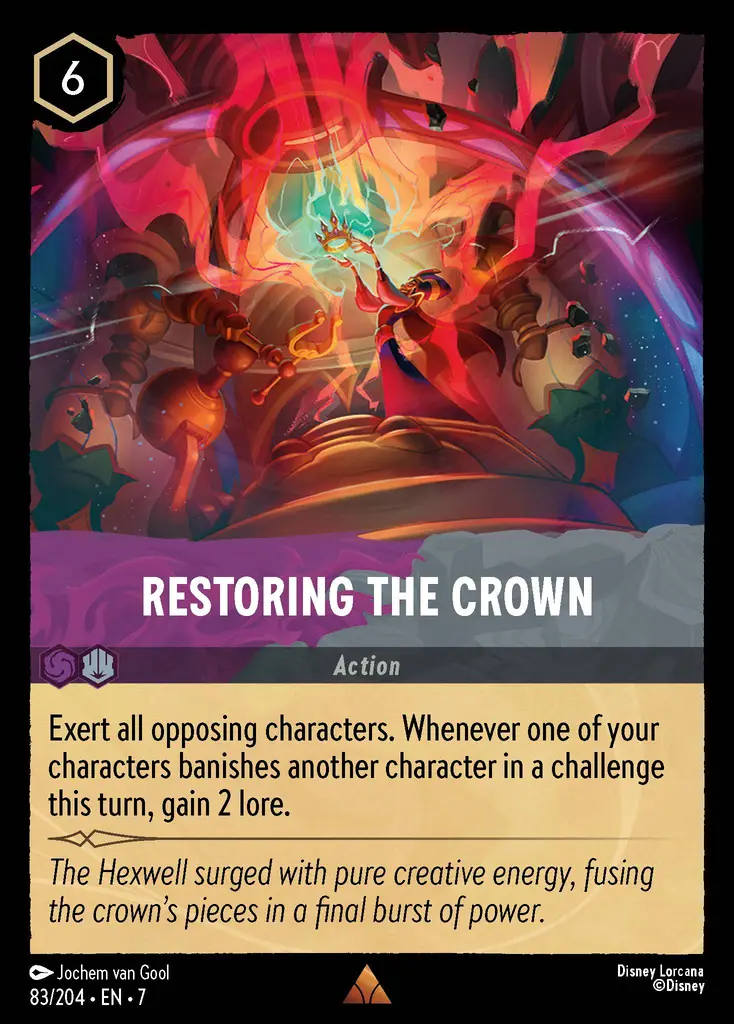 6
RESTORING THE CROWN
Action
Exert all opposing characters. Whenever one of your
characters banishes another character in a challenge
this turn, gain 2 lore.
The Hexwell surged with pure creative energy, fusing
the crown's pieces in a final burst of power.
Jochem van Gool
Disney Lorcana
83/204 • EN • 7
©Disney